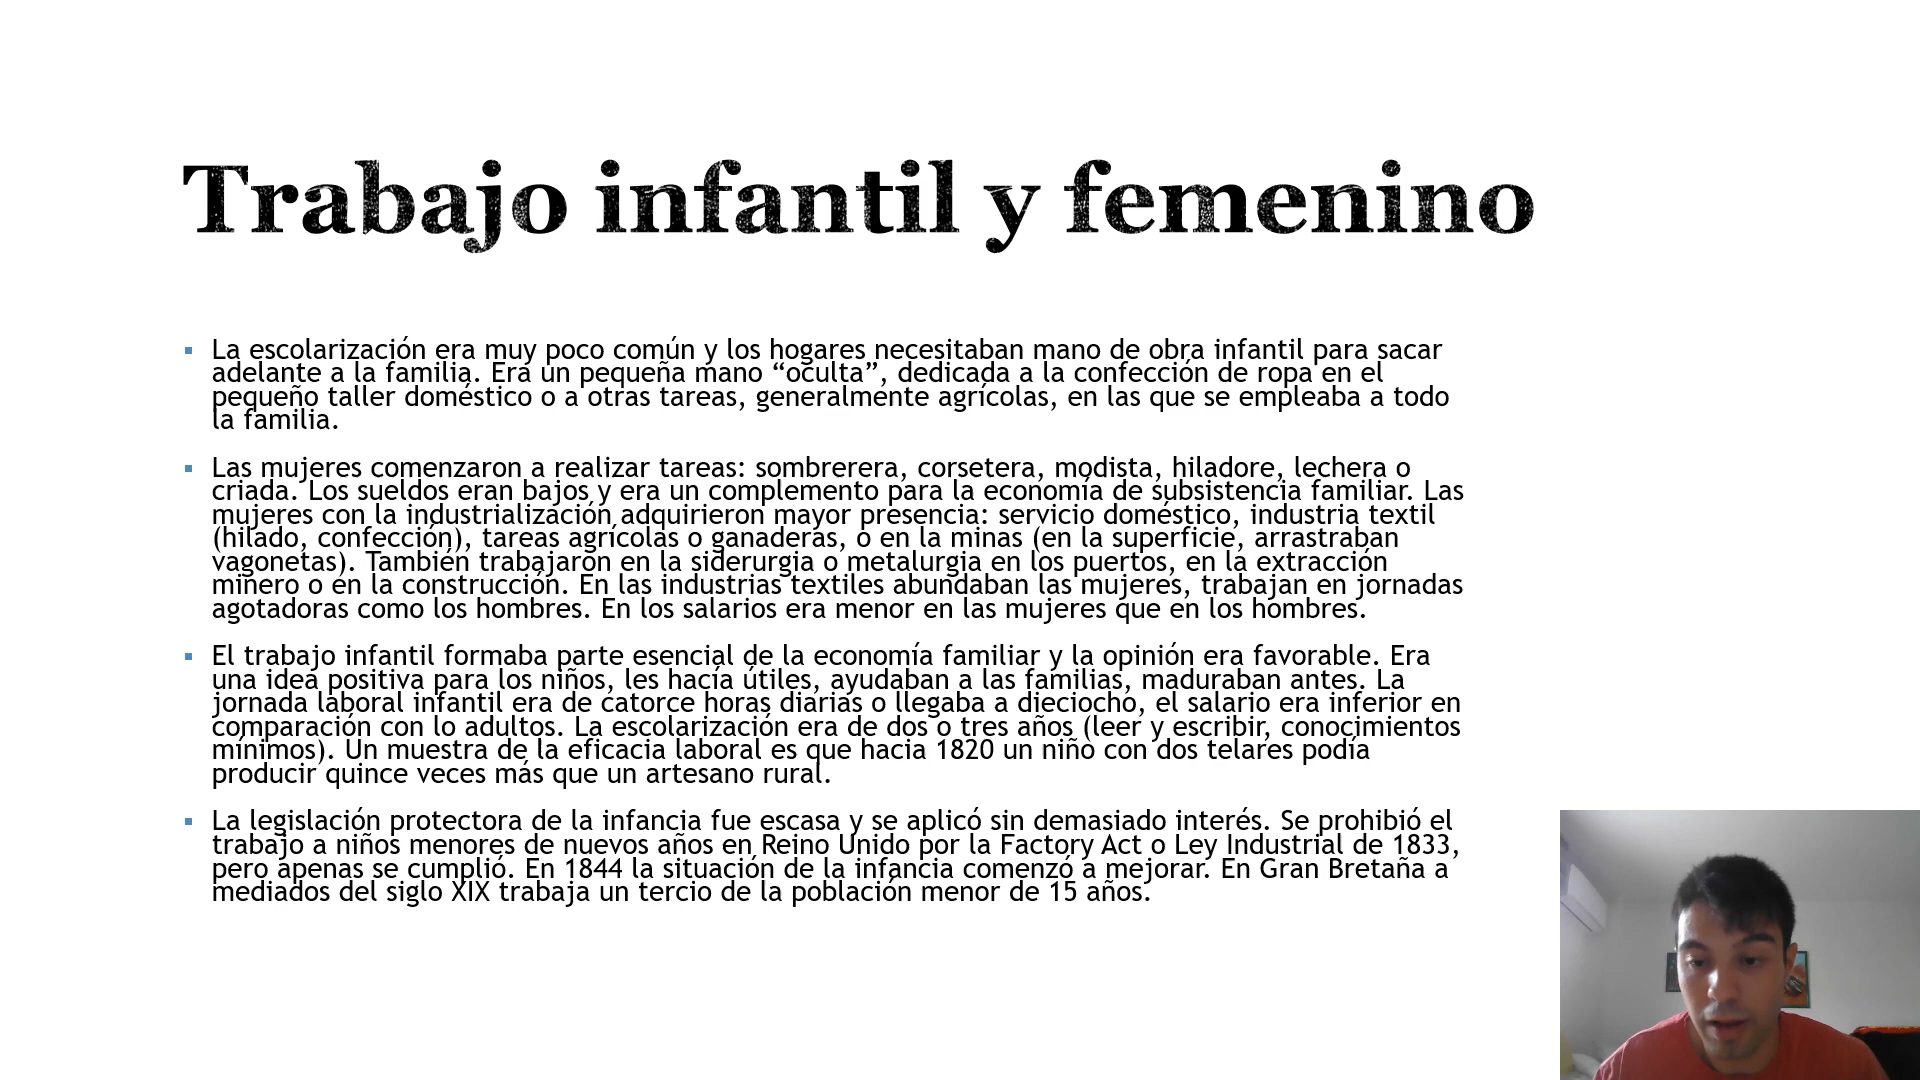 Trabajo infantil y femenino
La escolarización era muy poco común y los hogares necesitaban mano de obra infantil para sacar
adelante a la familia. Era un pequeña mano “oculta”, dedicada a la confección de ropa en el
pequeño taller doméstico o a otras tareas, generalmente agrícolas, en las que se empleaba a todo
la familia.
Las mujeres comenzaron a realizar tareas: sombrerera, corsetera, modista, hiladore, lechera o
criada. Los sueldos eran bajos y era un complemento para la economía de subsistencia familiar. Las
mujeres con la industrialización adquirieron mayor presencia: servicio doméstico, industria textil
(hilado, confección), tareas agrícolas o ganaderas, o en la minas (en la superficie, arrastraban
vagonetas). También trabajaron en la siderurgia o metalurgia en los puertos, en la extracción
minero o en la construcción. En las industrias textiles abundaban las mujeres, trabajan en jornadas
agotadoras como los hombres. En los salarios era menor en las mujeres que en los hombres.
El trabajo infantil formaba parte esencial de la economía familiar y la opinión era favorable. Era
una idea positiva para los niños, les hacía útiles, ayudaban a las familias, maduraban antes. La
jornada laboral infantil era de catorce horas diarias o llegaba a dieciocho, el salario era inferior en
comparación con lo adultos. La escolarización era de dos o tres años (leer y escribir, conocimientos
mínimos). Un muestra de la eficacia laboral es que hacia 1820 un niño con dos telares podía
producir quince veces más que un artesano rural.
La legislación protectora de la infancia fue escasa y se aplicó sin demasiado interés. Se prohibió el
trabajo a niños menores de nuevos años en Reino Unido por la Factory Act o Ley Industrial de 1833,
pero apenas se cumplió. En 1844 la situación de la infancia comenzó a mejorar. En Gran Bretaña a
mediados del siglo XIX trabaja un tercio de la población menor de 15 años.